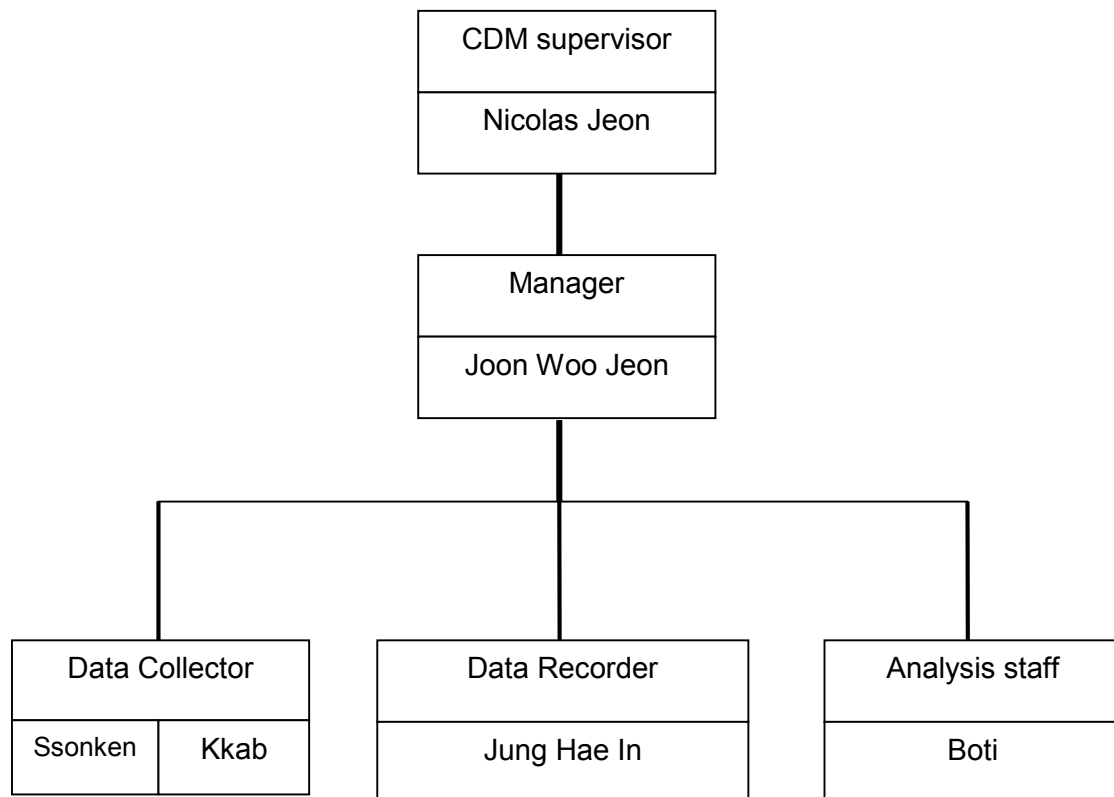 CDM supervisor
Nicolas Jeon
Manager
Joon Woo Jeon
Data Collector
Ssonken
Kkab
Data Recorder
Jung Hae In
Analysis staff
Boti